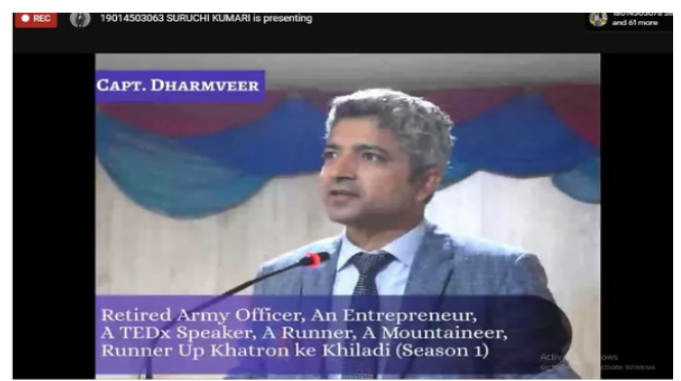 REC
19014503063 SURUCHI KUMARI is presenting
and 61 more
CAPT. DHARMVEER
Retired Army Officer, An Entrepreneur,
A TEDx Speaker, A Runner, A Mountaineer,
Runner Up Khatron ke Khiladi (Season 1)